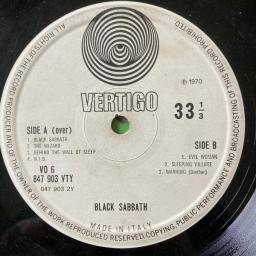 ALL RIGHTS OF THE RECORD PRODUCER AND OF THE OWNER OF THE WORK REPRODUCED RESERVED. COPYING, PUBLIC PERFORMANCE AND BROADCASTING OF THIS RECORD PROHIBITED
℗ 1970
VERTIGO
33 1/3
SIDE A (over)
1. BLACK SABBATH
2. THE WIZARD
3. BEHIND THE WALL OF SLEEP
4. N.I.B.
VO 6
847 903 VTY
847 903 2Y
SIDE B
1. EVIL WOMAN
2. SLEEPING VILLAGE
3. WARNING
BLACK SABBATH
MADE IN ITALY